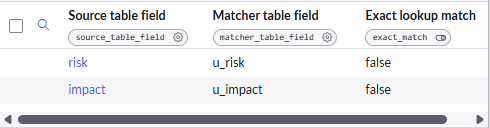 Source table field Matcher table field Exact lookup match
source_table_field matcher_table_field exact_match
risk u_risk false
impact u_impact false